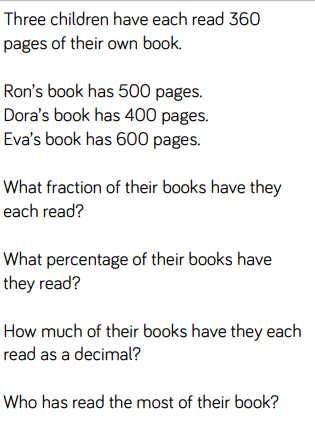 Three children have each read 360
pages of their own book.
Ron's book has 500 pages.
Dora's book has 400 pages.
Eva's book has 600 pages.
What fraction of their books have they
each read?
What percentage of their books have
they read?
How much of their books have they each
read as a decimal?
Who has read the most of their book?